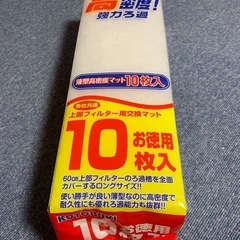 高密度!
強力ろ過
薄型高密度マット10枚入
各社共通
上部フィルター用交換マット
10
お徳用
枚入
60cm上部フィルターのろ過槽を全面
カバーするロングサイズ!!
使い勝手が良い薄型なのに高密度で
耐久性にも優れろ過能力も抜群!!
KOTOBUKI
10
お徳用